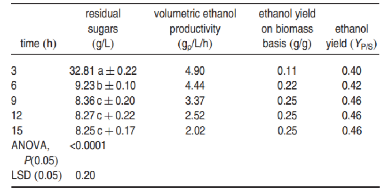 residual volumetric ethanol ethanol yield
sugars productivity on biomass ethanol
time (h) (g/L) (gₚ/L/h) basis (g/g) yield (Y_P/S)
3 32.81 a ± 0.22 4.90 0.11 0.40
6 9.23 b ± 0.10 4.44 0.22 0.42
9 8.36 c ± 0.20 3.37 0.25 0.46
12 8.27 c + 0.22 2.52 0.25 0.46
15 8.25 c + 0.17 2.02 0.25 0.46
ANOVA, <0.0001
P(0.05)
LSD (0.05) 0.20